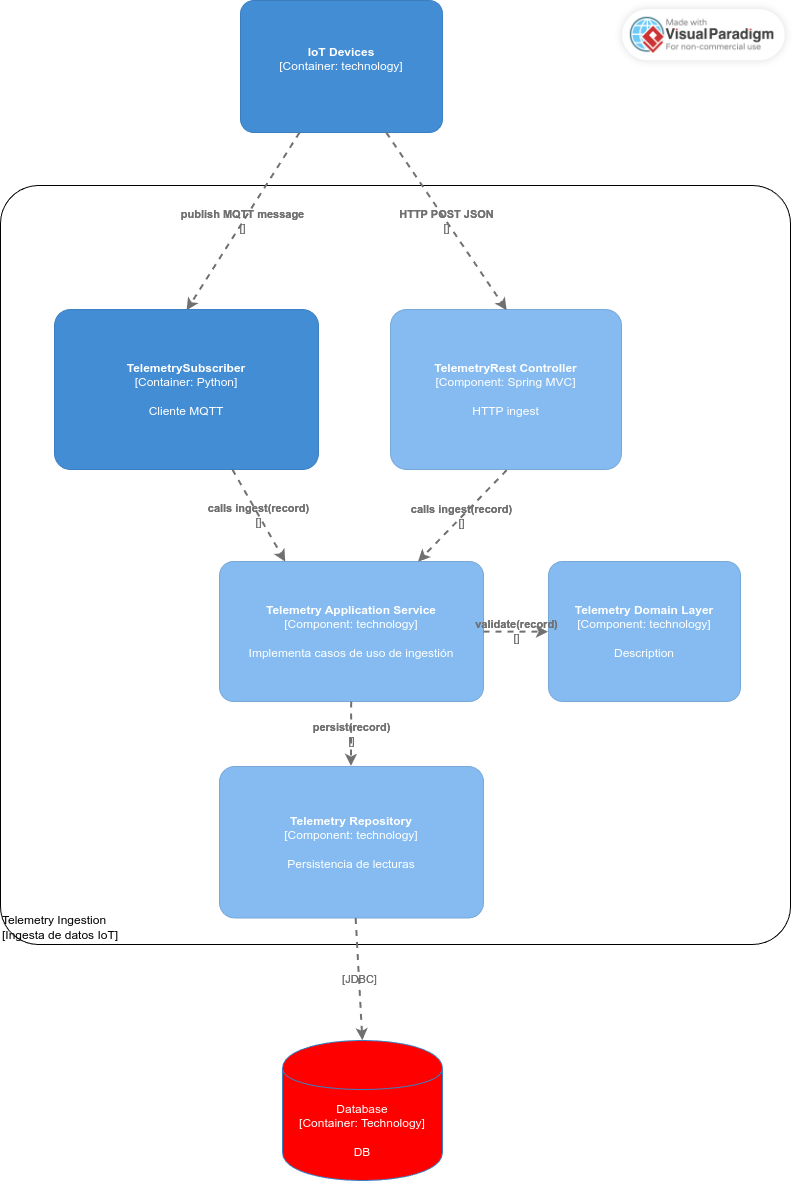 Made with
VisualParadigm
For non-commercial use
IoT Devices
[Container: technology]
publish MQTT message
[]
HTTP POST JSON
[]
TelemetrySubscriber
[Container: Python]
Cliente MQTT
TelemetryRest Controller
[Component: Spring MVC]
HTTP ingest
calls ingest(record)
[]
calls ingest(record)
[]
Telemetry Application Service
[Component: technology]
Implementa casos de uso de ingestión
validate(record)
[]
Telemetry Domain Layer
[Component: technology]
Description
persist(record)
[]
Telemetry Repository
[Component: technology]
Persistencia de lecturas
Telemetry Ingestion
[Ingesta de datos IoT]
[JDBC]
Database
[Container: Technology]
DB